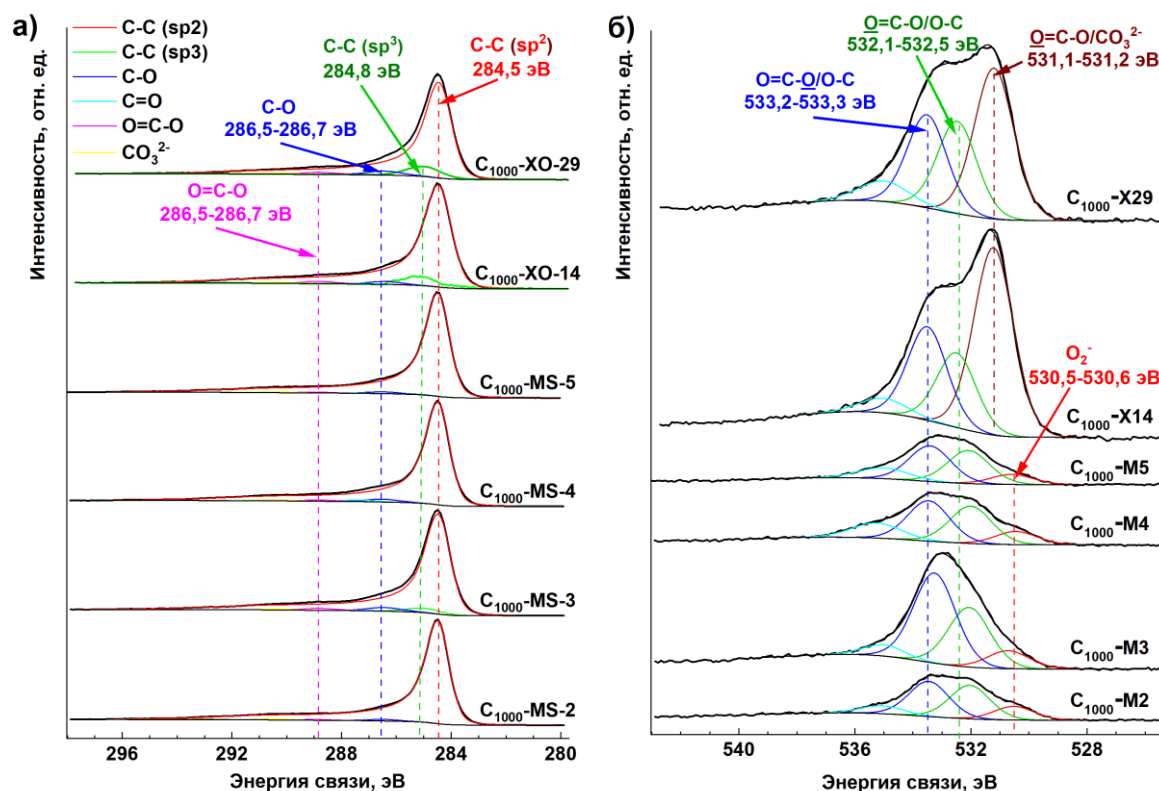 а)
Интенсивность, отн. ед.
C-C (sp2)
C-C (sp3)
C-O
C=O
O=C-O
CO₃²⁻
C-C (sp³)
284,8 эВ
C-C (sp²)
284,5 эВ
C-O
286,5-286,7 эВ
O=C-O
286,5-286,7 эВ
C₁₀₀₀-XO-29
C₁₀₀₀-XO-14
C₁₀₀₀-MS-5
C₁₀₀₀-MS-4
C₁₀₀₀-MS-3
C₁₀₀₀-MS-2
296 292 288 284 280
Энергия связи, эВ
б)
Интенсивность, отн. ед.
O=C-O/O-C
532,1-532,5 эВ
O=C-O/CO₃²⁻
531,1-531,2 эВ
O=C-O/O-C
533,2-533,3 эВ
C₁₀₀₀-X29
C₁₀₀₀-X14
O₂⁻
530,5-530,6 эВ
C₁₀₀₀-M5
C₁₀₀₀-M4
C₁₀₀₀-M3
C₁₀₀₀-M2
540 536 532 528
Энергия связи, эВ